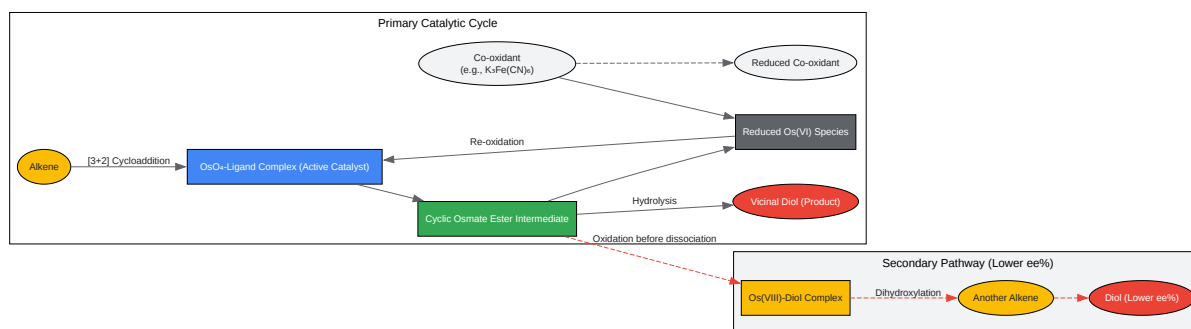 Primary Catalytic Cycle
Co-oxidant
(e.g., K₃Fe(CN)₆)
Reduced Co-oxidant
Reduced Os(VI) Species
Re-oxidation
Alkene
[3+2] Cycloaddition
OsO₄-Ligand Complex (Active Catalyst)
Cyclic Osmate Ester Intermediate
Hydrolysis
Vicinal Diol (Product)
Oxidation before dissociation
Secondary Pathway (Lower ee%)
Os(VIII)-Diol Complex
Dihydroxylation
Another Alkene
Diol (Lower ee%)